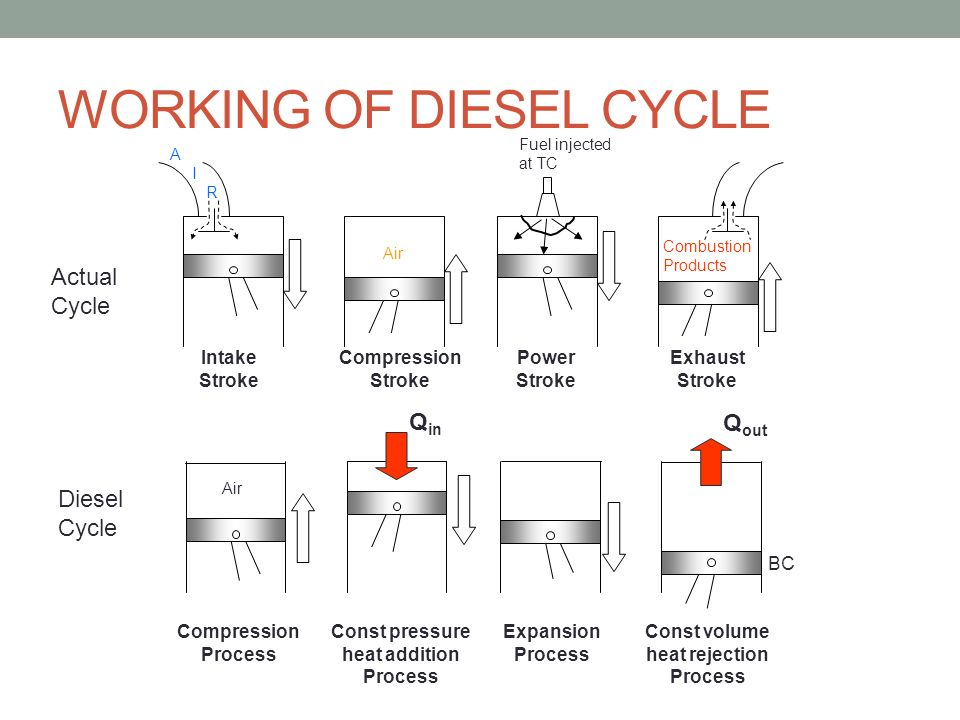 WORKING OF DIESEL CYCLE
A
I
R
Fuel injected
at TC
Air
Combustion
Products
Actual
Cycle
Intake
Stroke
Compression
Stroke
Power
Stroke
Exhaust
Stroke
Qin
Qout
Air
Diesel
Cycle
BC
Compression
Process
Const pressure
heat addition
Process
Expansion
Process
Const volume
heat rejection
Process